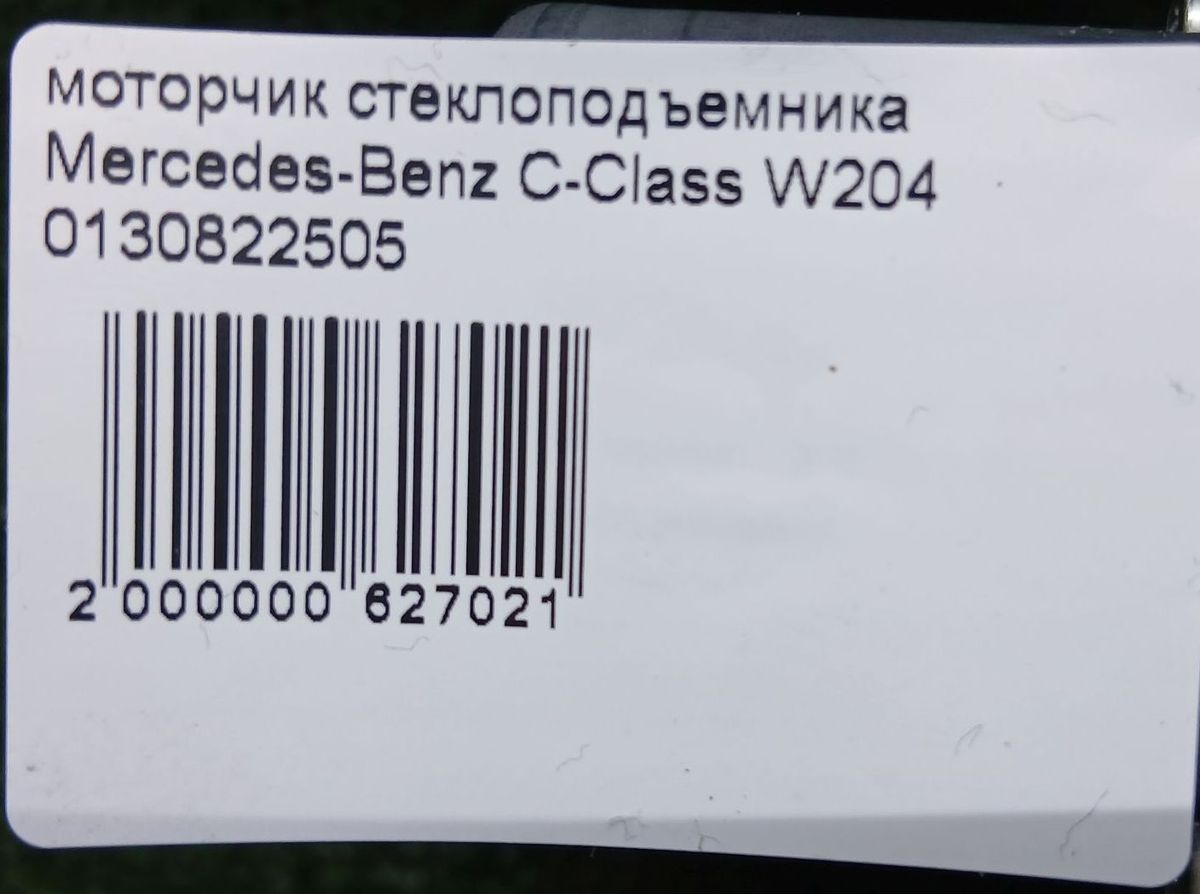 моторчик стеклоподъемника
Mercedes-Benz C-Class W204
0130822505
2 000000 627021